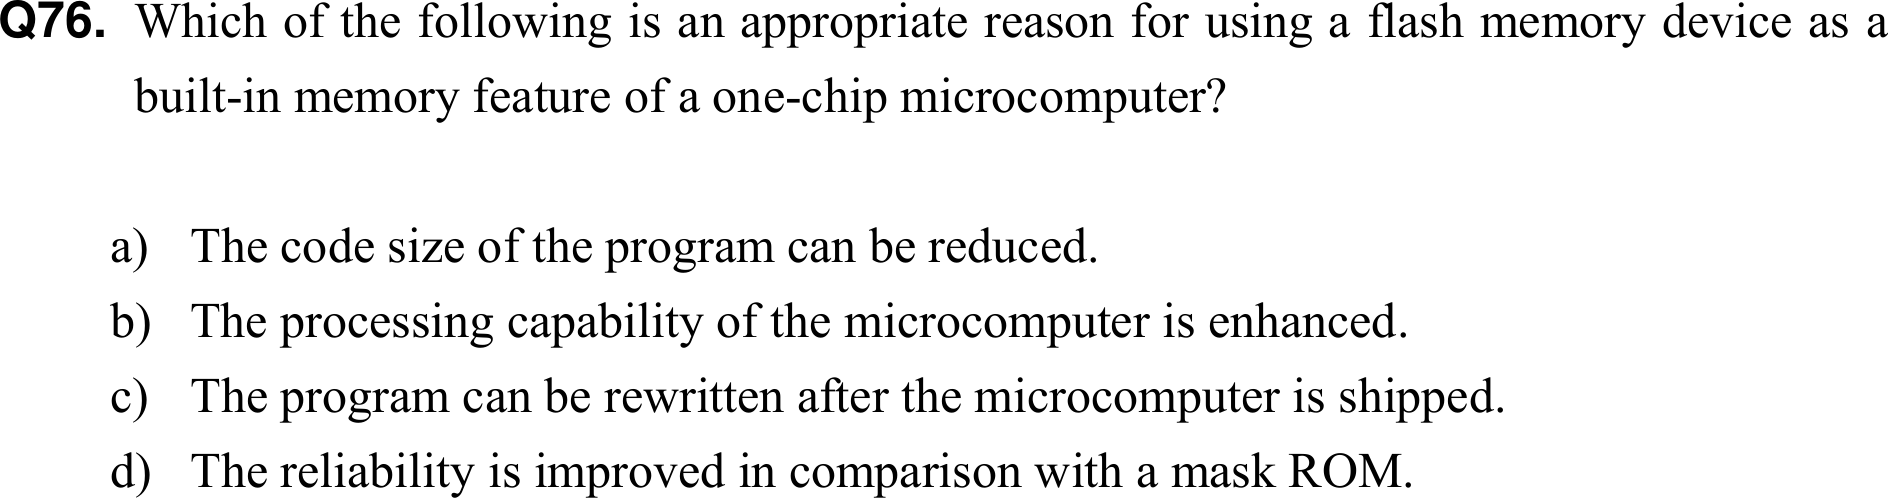 Q76. Which of the following is an appropriate reason for using a flash memory device as a
built-in memory feature of a one-chip microcomputer?
a) The code size of the program can be reduced.
b) The processing capability of the microcomputer is enhanced.
c) The program can be rewritten after the microcomputer is shipped.
d) The reliability is improved in comparison with a mask ROM.